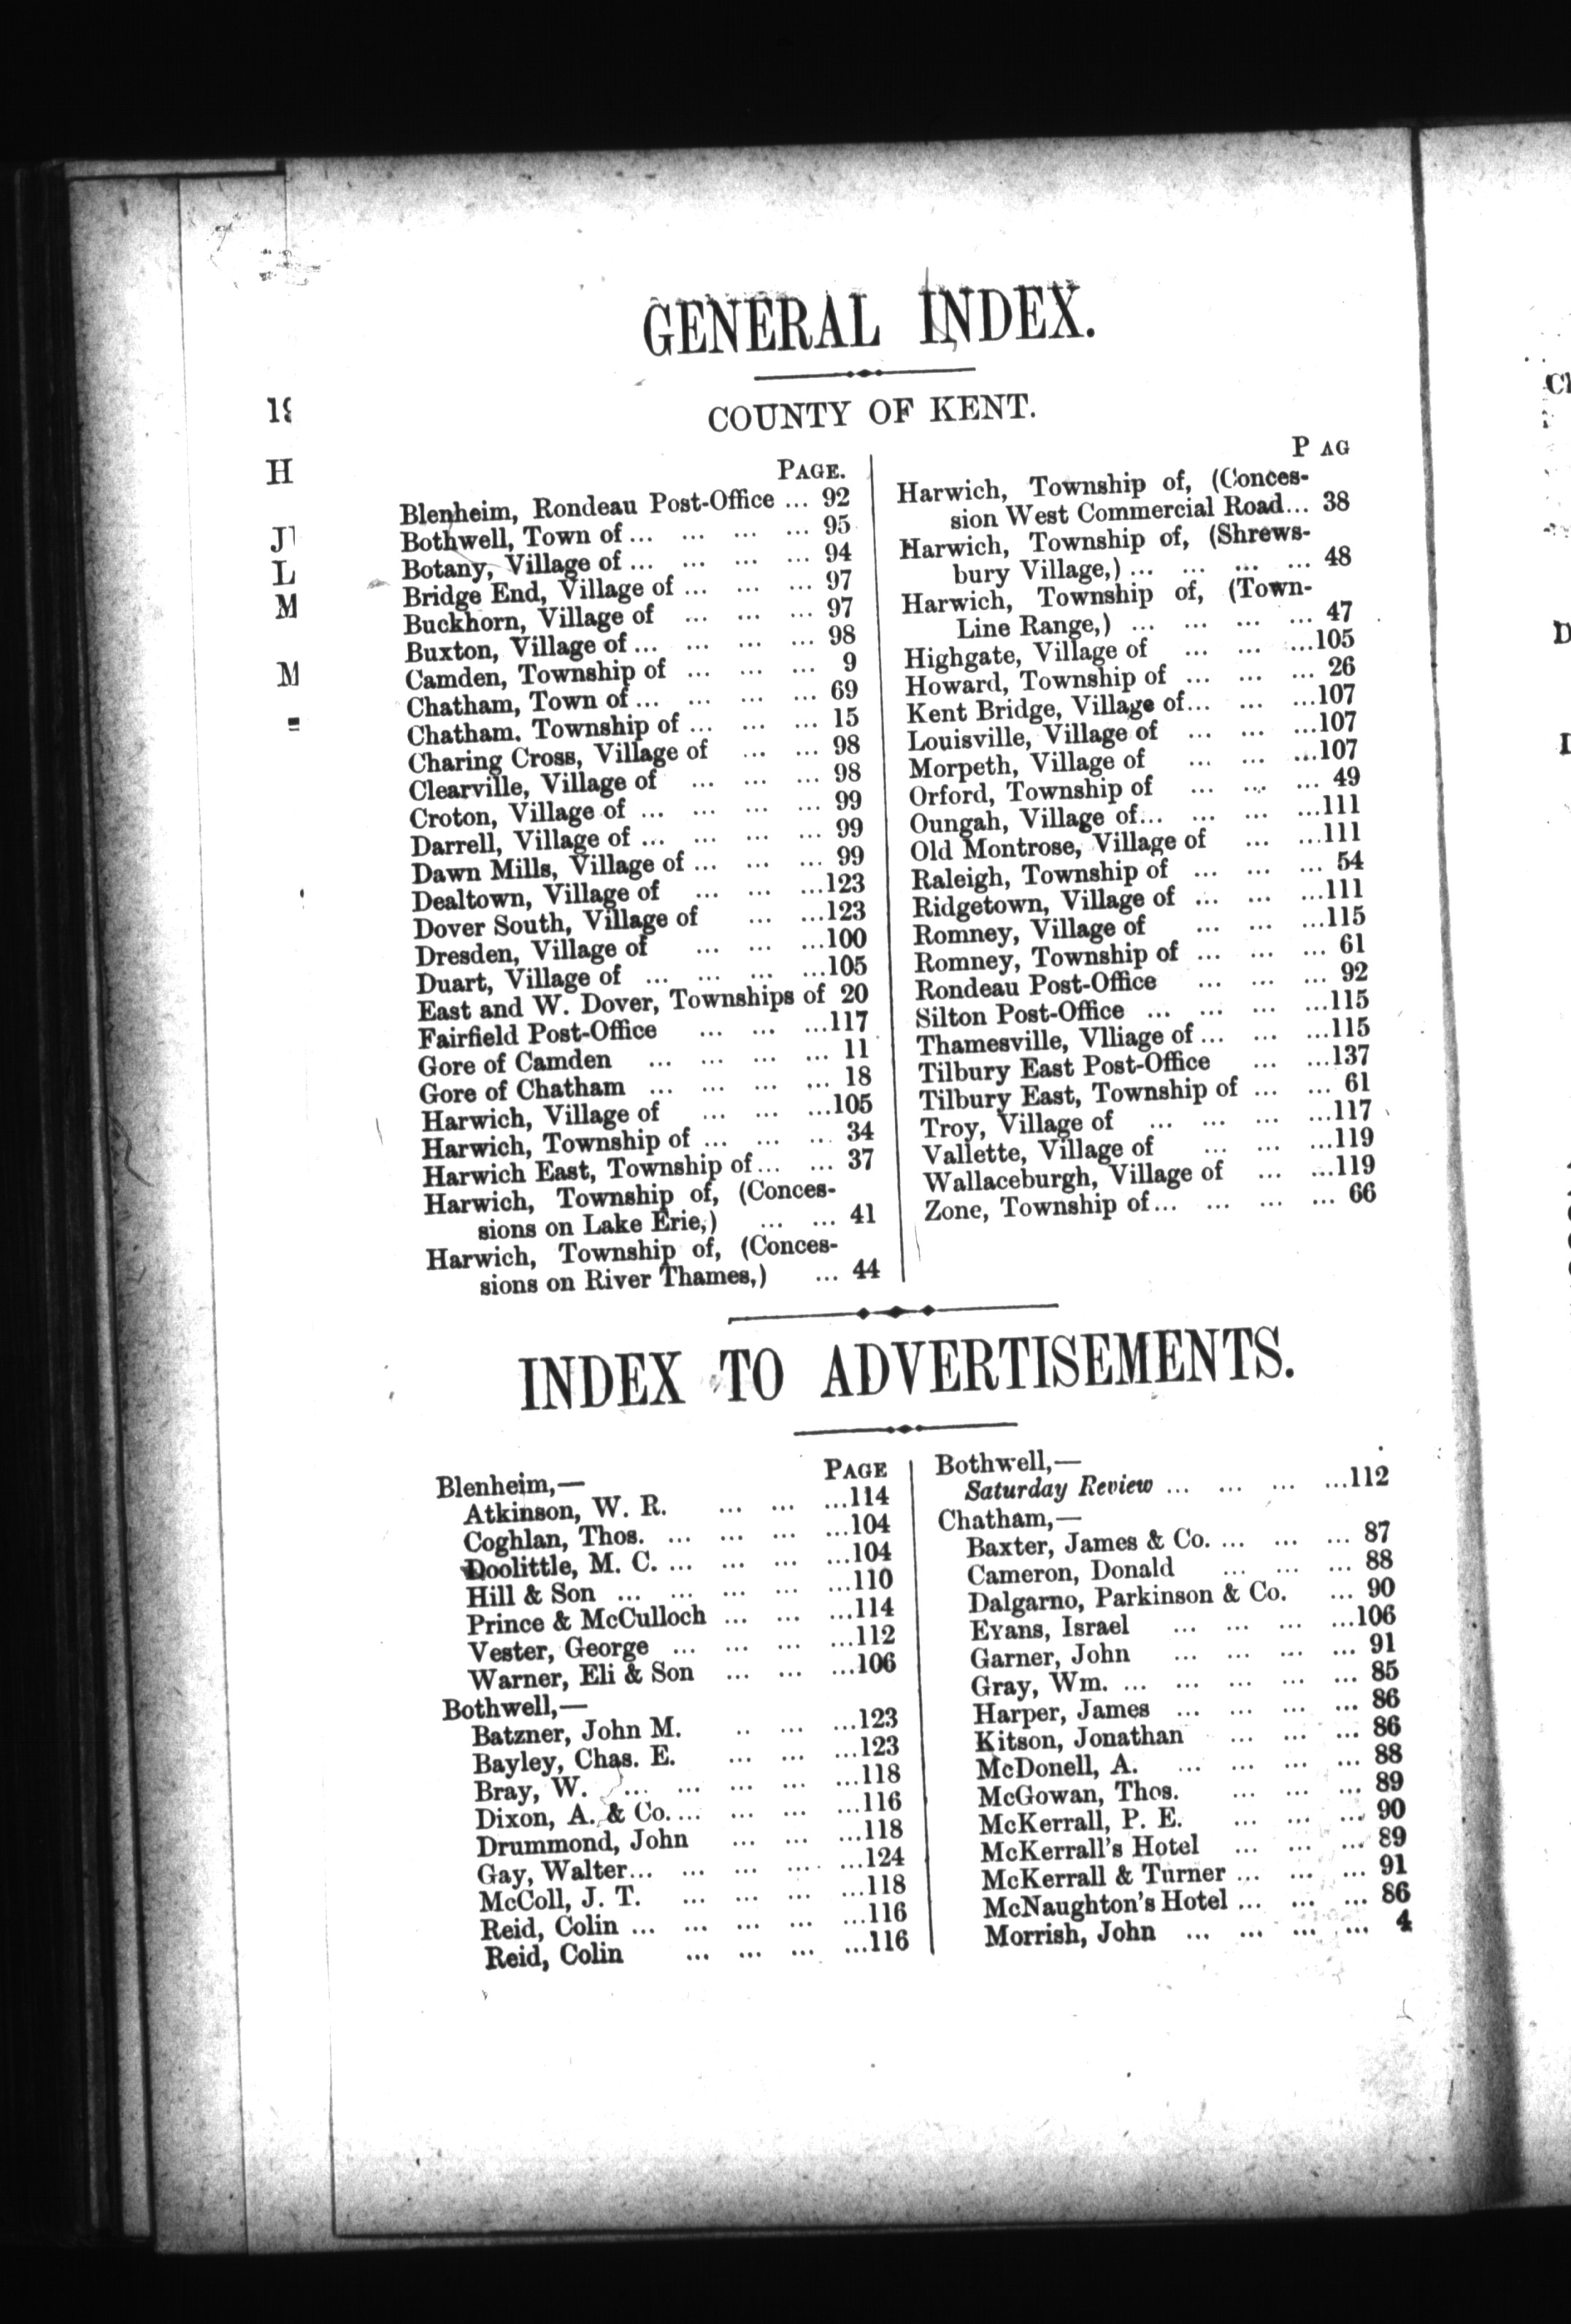 GENERAL INDEX.
COUNTY OF KENT.
PAGE.
Blenheim, Rondeau Post-Office ... 92
Bothwell, Town of ... ... ... ... 95
Botany, Village of ... ... ... ... 94
Bridge End, Village of ... ... ... 97
Buckhorn, Village of ... ... ... 97
Buxton, Village of ... ... ... ... 98
Camden, Township of ... ... ... 9
Chatham, Town of ... ... ... ... 69
Chatham. Township of ... ... ... 15
Charing Cross, Village of ... ... 98
Clearville, Village of ... ... ... 98
Croton, Village of ... ... ... ... 99
Darrell, Village of ... ... ... ... 99
Dawn Mills, Village of ... ... ... 99
Dealtown, Village of ... ... ...123
Dover South, Village of ... ...123
Dresden, Village of ... ... ...100
Duart, Village of ... ... ... ...105
East and W. Dover, Townships of 20
Fairfield Post-Office ... ... ...117
Gore of Camden ... ... ... ... 11
Gore of Chatham ... ... ... ... 18
Harwich, Village of ... ... ...105
Harwich, Township of ... ... ... 34
Harwich East, Township of... ... 37
Harwich, Township of, (Conces-
sions on Lake Erie,) ... ... 41
Harwich, Township of, (Conces-
sions on River Thames,) ... 44
P AG
Harwich, Township of, (Conces-
sion West Commercial Road... 38
Harwich, Township of, (Shrews-
bury Village,) ... ... ... ... 48
Harwich, Township of, (Town-
Line Range,) ... ... ... ... 47
Highgate, Village of ... ... ...105
Howard, Township of ... ... ... 26
Kent Bridge, Village of... ... ...107
Louisville, Village of ... ... ...107
Morpeth, Village of ... ... ...107
Orford, Township of ... ... ... 49
Oungah, Village of... ... ... ...111
Old Montrose, Village of ... ...111
Raleigh, Township of ... ... ... 54
Ridgetown, Village of ... ... ...111
Romney, Village of ... ... ...115
Romney, Township of ... ... ... 61
Rondeau Post-Office ... ... ... 92
Silton Post-Office ... ... ... ...115
Thamesville, Vlliage of ... ... ...115
Tilbury East Post-Office ... ...137
Tilbury East, Township of ... ... 61
Troy, Village of ... ... ... ...117
Vallette, Village of ... ... ...119
Wallaceburgh, Village of ... ...119
Zone, Township of... ... ... ... 66
INDEX TO ADVERTISEMENTS.
PAGE
Blenheim,—
Atkinson, W. R. ... ... ...114
Coghlan, Thos. ... ... ... ...104
Doolittle, M. C. ... ... ... ...104
Hill & Son ... ... ... ... ...110
Prince & McCulloch ... ... ...114
Vester, George ... ... ... ...112
Warner, Eli & Son ... ... ...106
Bothwell,—
Batzner, John M. .. ... ...123
Bayley, Chas. E. ... ... ...123
Bray, W. ... ... ... ... ...118
Dixon, A. & Co. ... ... ... ...116
Drummond, John ... ... ...118
Gay, Walter... ... ... ... ...124
McColl, J. T. ... ... ... ...118
Reid, Colin ... ... ... ... ...116
Reid, Colin ... ... ... ...116
Bothwell,—
Saturday Review ... ... ... ...112
Chatham,—
Baxter, James & Co. ... ... ... 87
Cameron, Donald ... ... ... 88
Dalgarno, Parkinson & Co. ... 90
Evans, Israel ... ... ... ...106
Garner, John ... ... ... ... 91
Gray, Wm. ... ... ... ... ... 85
Harper, James ... ... ... ... 86
Kitson, Jonathan ... ... ... 86
McDonell, A. ... ... ... ... 88
McGowan, Thos. ... ... ... 89
McKerrall, P. E. ... ... ... 90
McKerrall's Hotel ... ... ... 89
McKerrall & Turner ... ... ... 91
McNaughton's Hotel ... ... ... 86
Morrish, John ... ... ... ... 4